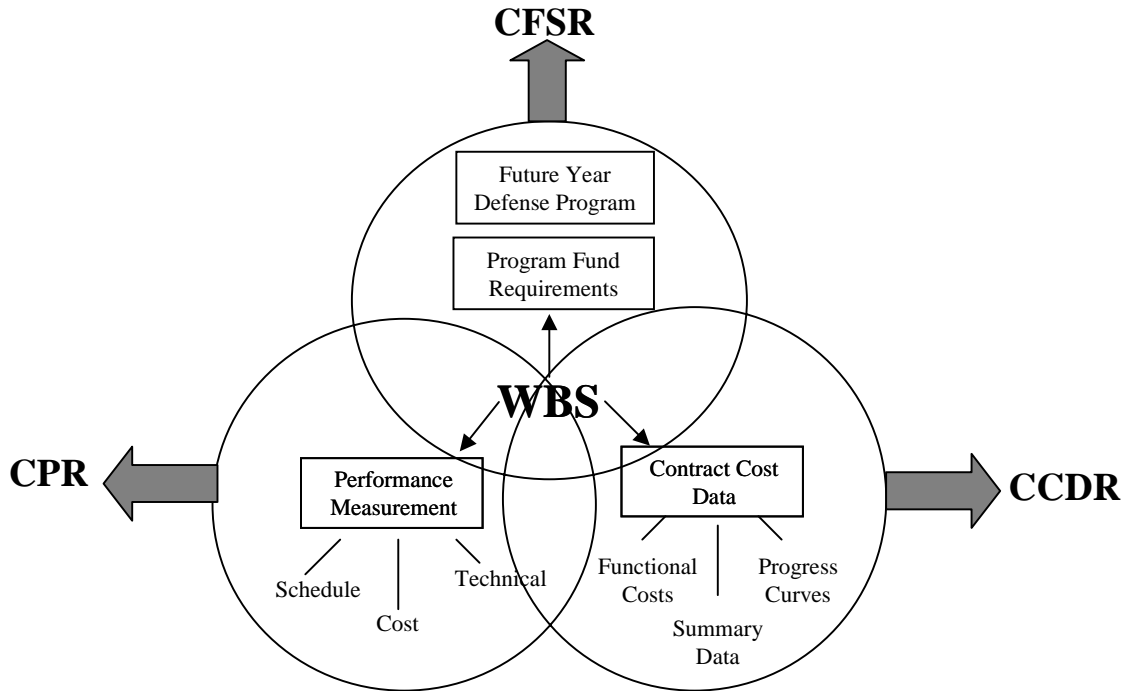 CFSR
Future Year
Defense Program
Program Fund
Requirements
WBS
CPR
Performance
Measurement
Schedule
Cost
Technical
Contract Cost
Data
Functional
Costs
Summary
Data
Progress
Curves
CCDR